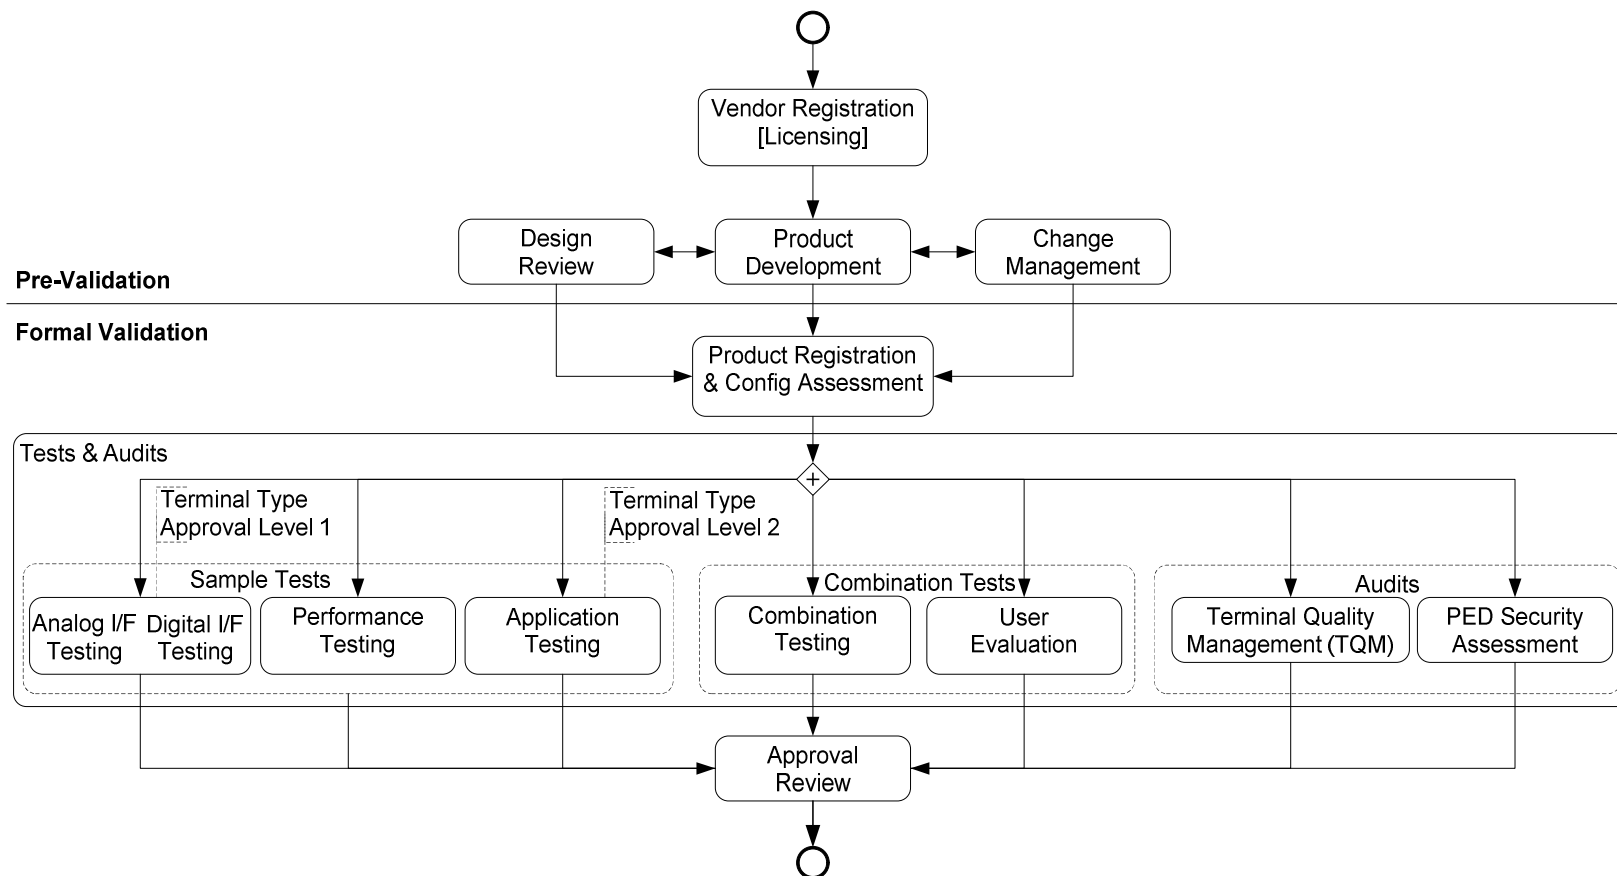 Vendor Registration
[Licensing]
Design
Review
Product
Development
Change
Management
Pre-Validation
Formal Validation
Product Registration
& Config Assessment
Tests & Audits
+
Terminal Type
Approval Level 1
Terminal Type
Approval Level 2
Sample Tests
Combination Tests
Audits
Analog I/F
Testing
Digital I/F
Testing
Performance
Testing
Application
Testing
Combination
Testing
User
Evaluation
Terminal Quality
Management (TQM)
PED Security
Assessment
Approval
Review